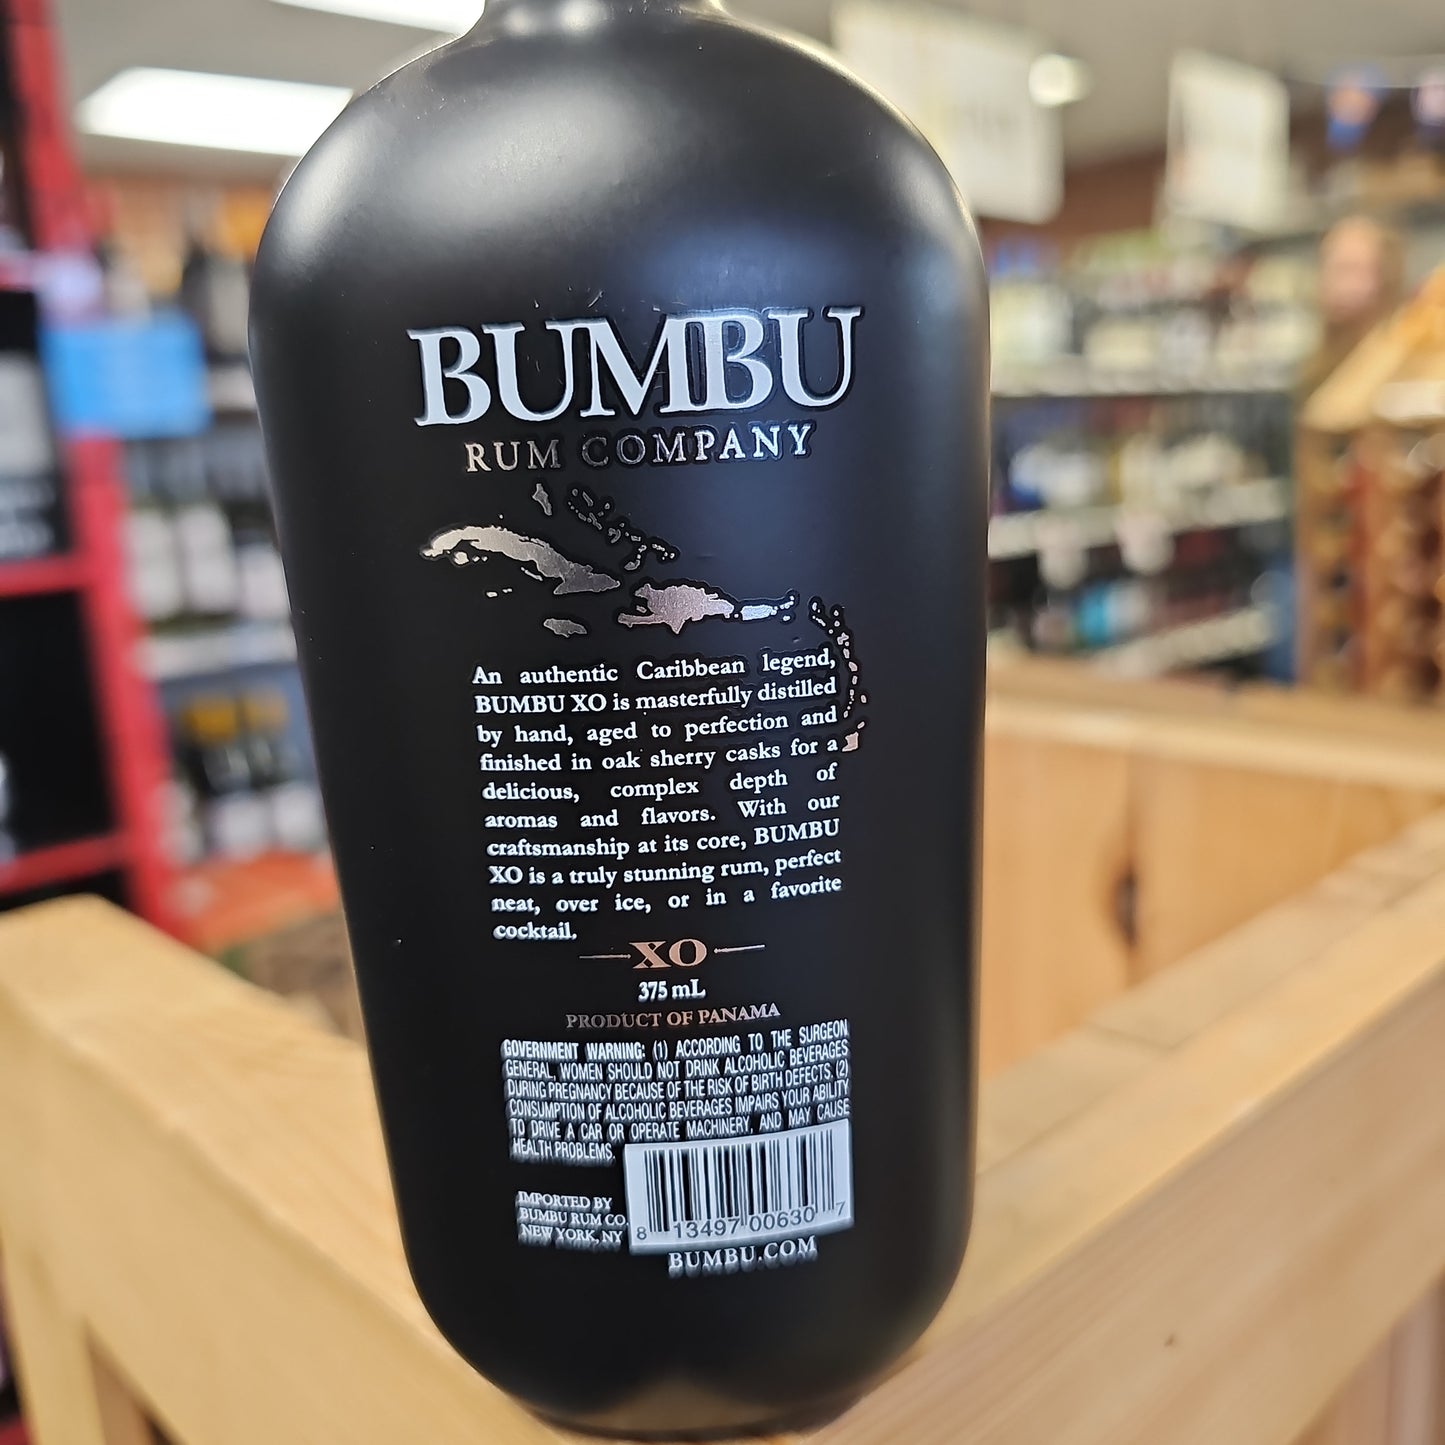 BUMBU
RUM COMPANY
An authentic Caribbean legend,
BUMBU XO is masterfully distilled
by hand, aged to perfection and
finished in oak sherry casks for a
delicious, complex depth of
aromas and flavors. With our
craftsmanship at its core, BUMBU
XO is a truly stunning rum, perfect
neat, over ice, or in a favorite
cocktail.
XO
375 mL
PRODUCT OF PANAMA
GOVERNMENT WARNING: (1) ACCORDING TO THE SURGEON
GENERAL, WOMEN SHOULD NOT DRINK ALCOHOLIC BEVERAGES
DURING PREGNANCY BECAUSE OF THE RISK OF BIRTH DEFECTS. (2)
CONSUMPTION OF ALCOHOLIC BEVERAGES IMPAIRS YOUR ABILITY
TO DRIVE A CAR OR OPERATE MACHINERY, AND MAY CAUSE
HEALTH PROBLEMS.
IMPORTED BY
BUMBU RUM CO.
NEW YORK, NY
8 13497 00630 7
BUMBU.COM